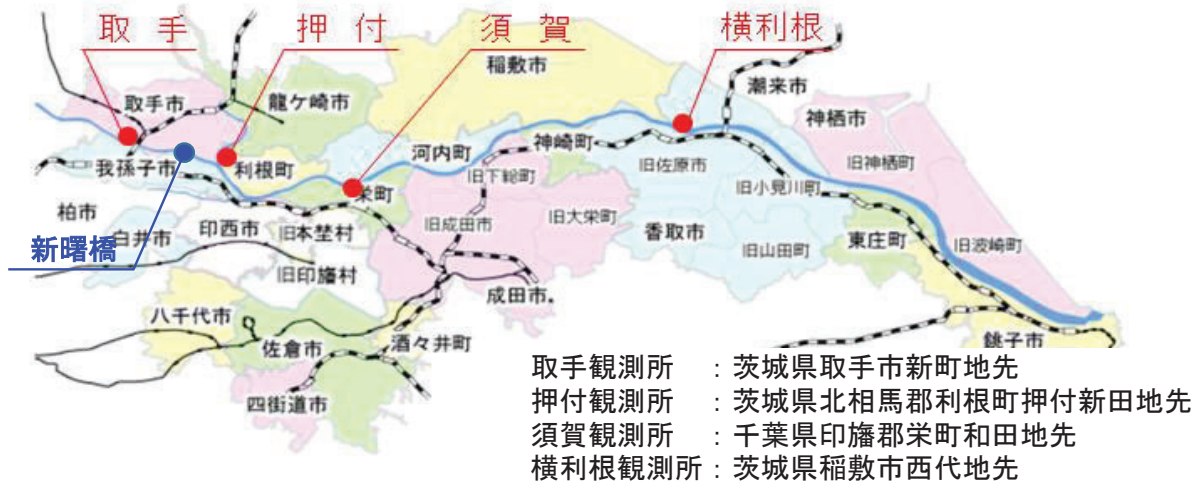 取手
押付
須賀
横利根
稲敷市
潮来市
取手市
龍ケ崎市
神栖市
我孫子市
利根町
河内町
神崎町
旧佐原市
旧神栖町
旧下総町
旧小見川町
栄町
柏市
白井市
印西市
旧本埜村
旧成田市
旧大栄町
香取市
旧山田町
東庄町
旧波崎町
新曙橋
旧印旛村
成田市
八千代市
佐倉市
酒々井町
銚子市
四街道市
取手観測所 : 茨城県取手市新町地先
押付観測所 : 茨城県北相馬郡利根町押付新田地先
須賀観測所 : 千葉県印旛郡栄町和田地先
横利根観測所 : 茨城県稲敷市西代地先